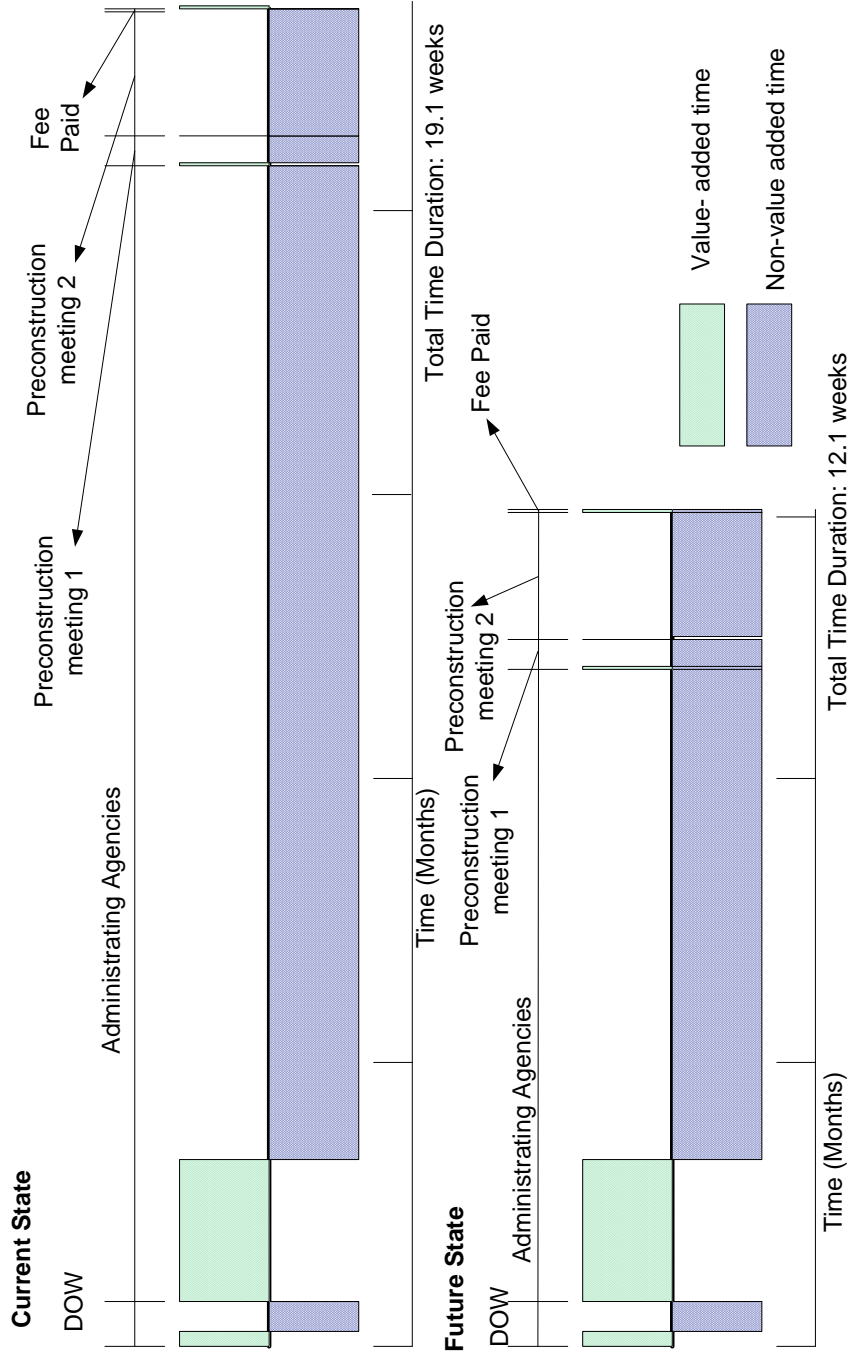 Current State
DOW
Administrating Agencies
Preconstruction
meeting 1
Preconstruction
meeting 2
Fee
Paid
Time (Months)
Total Time Duration: 19.1 weeks
Future State
DOW
Administrating Agencies
Preconstruction
meeting 1
Preconstruction
meeting 2
Fee Paid
Time (Months)
Total Time Duration: 12.1 weeks
Value- added time
Non-value added time